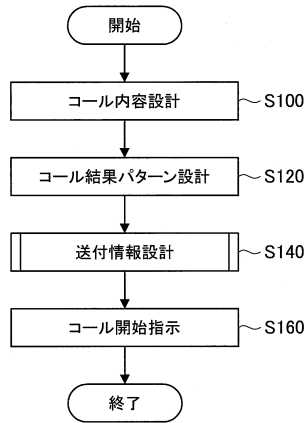 開始
コール内容設計 S100
コール結果パターン設計 S120
送付情報設計 S140
コール開始指示 S160
終了